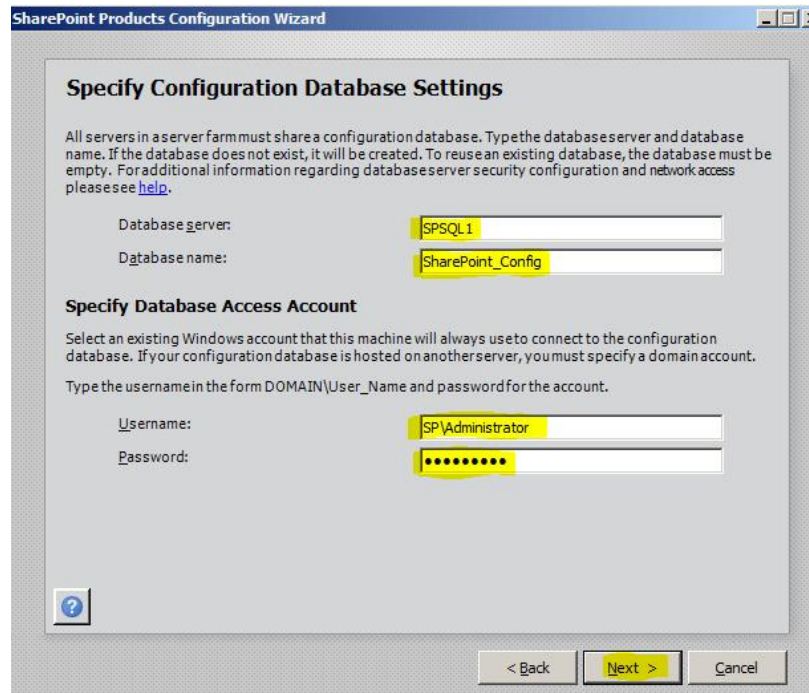 SharePoint Products Configuration Wizard
Specify Configuration Database Settings
All servers in a server farm must share a configuration database. Type the database server and database
name. If the database does not exist, it will be created. To reuse an existing database, the database must be
empty. For additional information regarding database server security configuration and network access
please see help.
Database server:
SPSQL1
Database name:
SharePoint_Config
Specify Database Access Account
Select an existing Windows account that this machine will always use to connect to the configuration
database. If your configuration database is hosted on another server, you must specify a domain account.
Type the username in the form DOMAIN\User_Name and password for the account.
Username:
SP\Administrator
Password:
●●●●●●●●●
?
< Back
Next >
Cancel